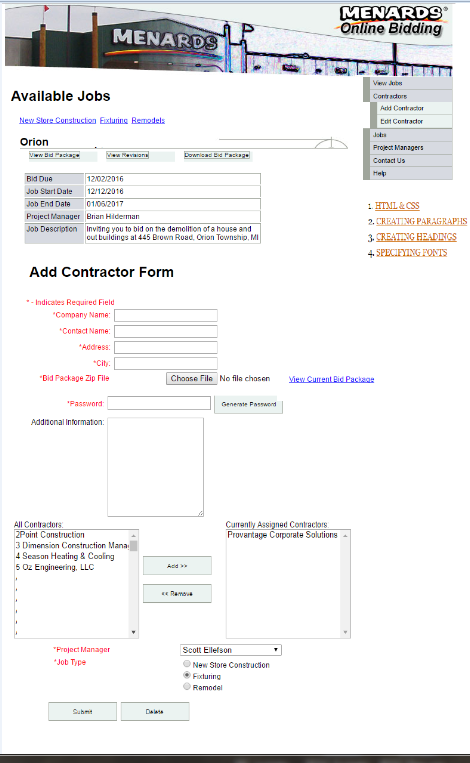 MENARDS®
Online Bidding
MENARDS
Available Jobs
New Store Construction Fixturing Remodels
View Jobs
Contractors
Add Contractor
Edit Contractor
Jobs
Project Managers
Contact Us
Help
Orion
View Bid Package View Revisions Download Bid Package
Bid Due 12/02/2016
Job Start Date 12/12/2016
Job End Date 01/06/2017
Project Manager Brian Hilderman
Job Description Inviting you to bid on the demolition of a house and
out buildings at 445 Brown Road, Orion Township, MI
1. HTML & CSS
2. CREATING PARAGRAPHS
3. CREATING HEADINGS
4. SPECIFYING FONTS
Add Contractor Form
* - Indicates Required Field
*Company Name:
*Contact Name:
*Address:
*City:
*Bid Package Zip File Choose File No file chosen View Current Bid Package
*Password: Generate Password
Additional Information:
All Contractors:
2Point Construction
3 Dimension Construction Mana
4 Season Heating & Cooling
5 Oz Engineering, LLC
,
,
,
,
,
,
Add >>
<< Remove
Currently Assigned Contractors
Provantage Corporate Solutions
*Project Manager Scott Ellefson
*Job Type New Store Construction
Fixturing
Remodel
Submit Delete